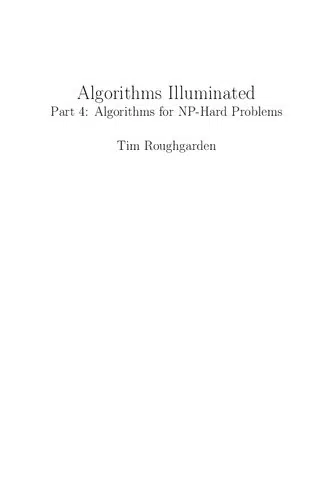 Algorithms Illuminated
Part 4: Algorithms for NP-Hard Problems
Tim Roughgarden